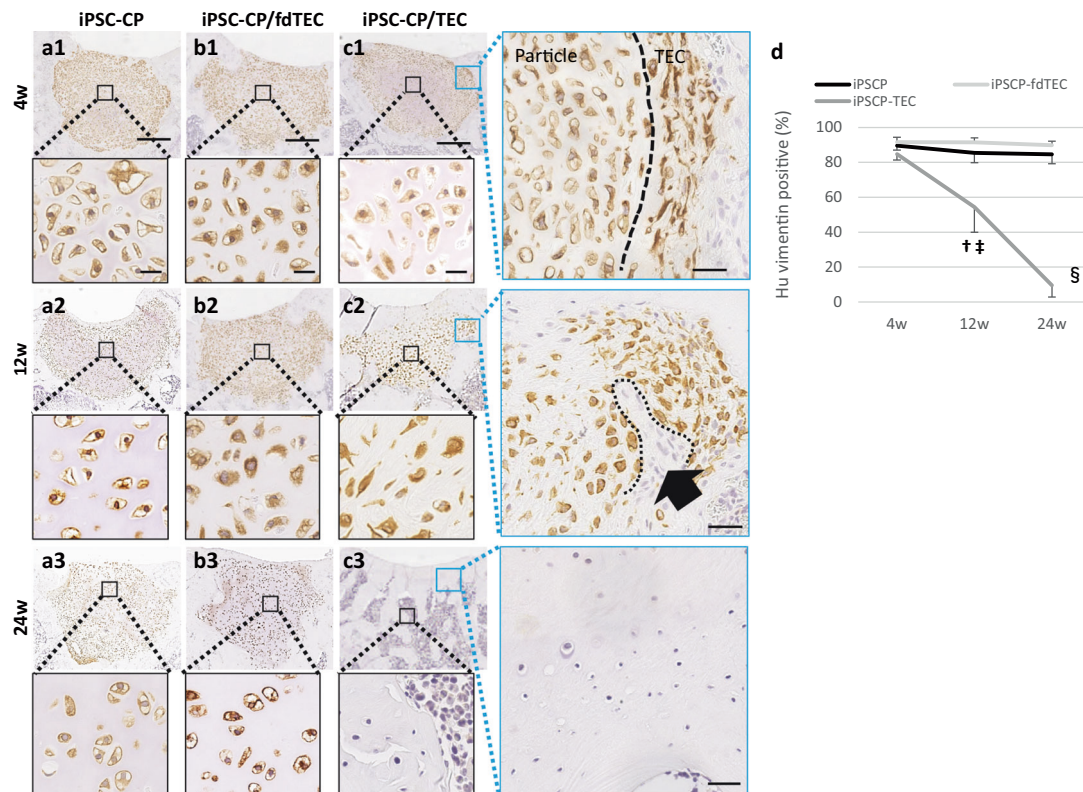 iPSC-CP iPSC-CP/fdTEC iPSC-CP/TEC
4w
a1 b1 c1
Particle TEC
12w
a2 b2 c2
24w
a3 b3 c3
d
iPSCP iPSCP-fdTEC
iPSCP-TEC
Hu vimentin positive (%)
100
80
60
40
20
0
† ‡
§
4w 12w 24w